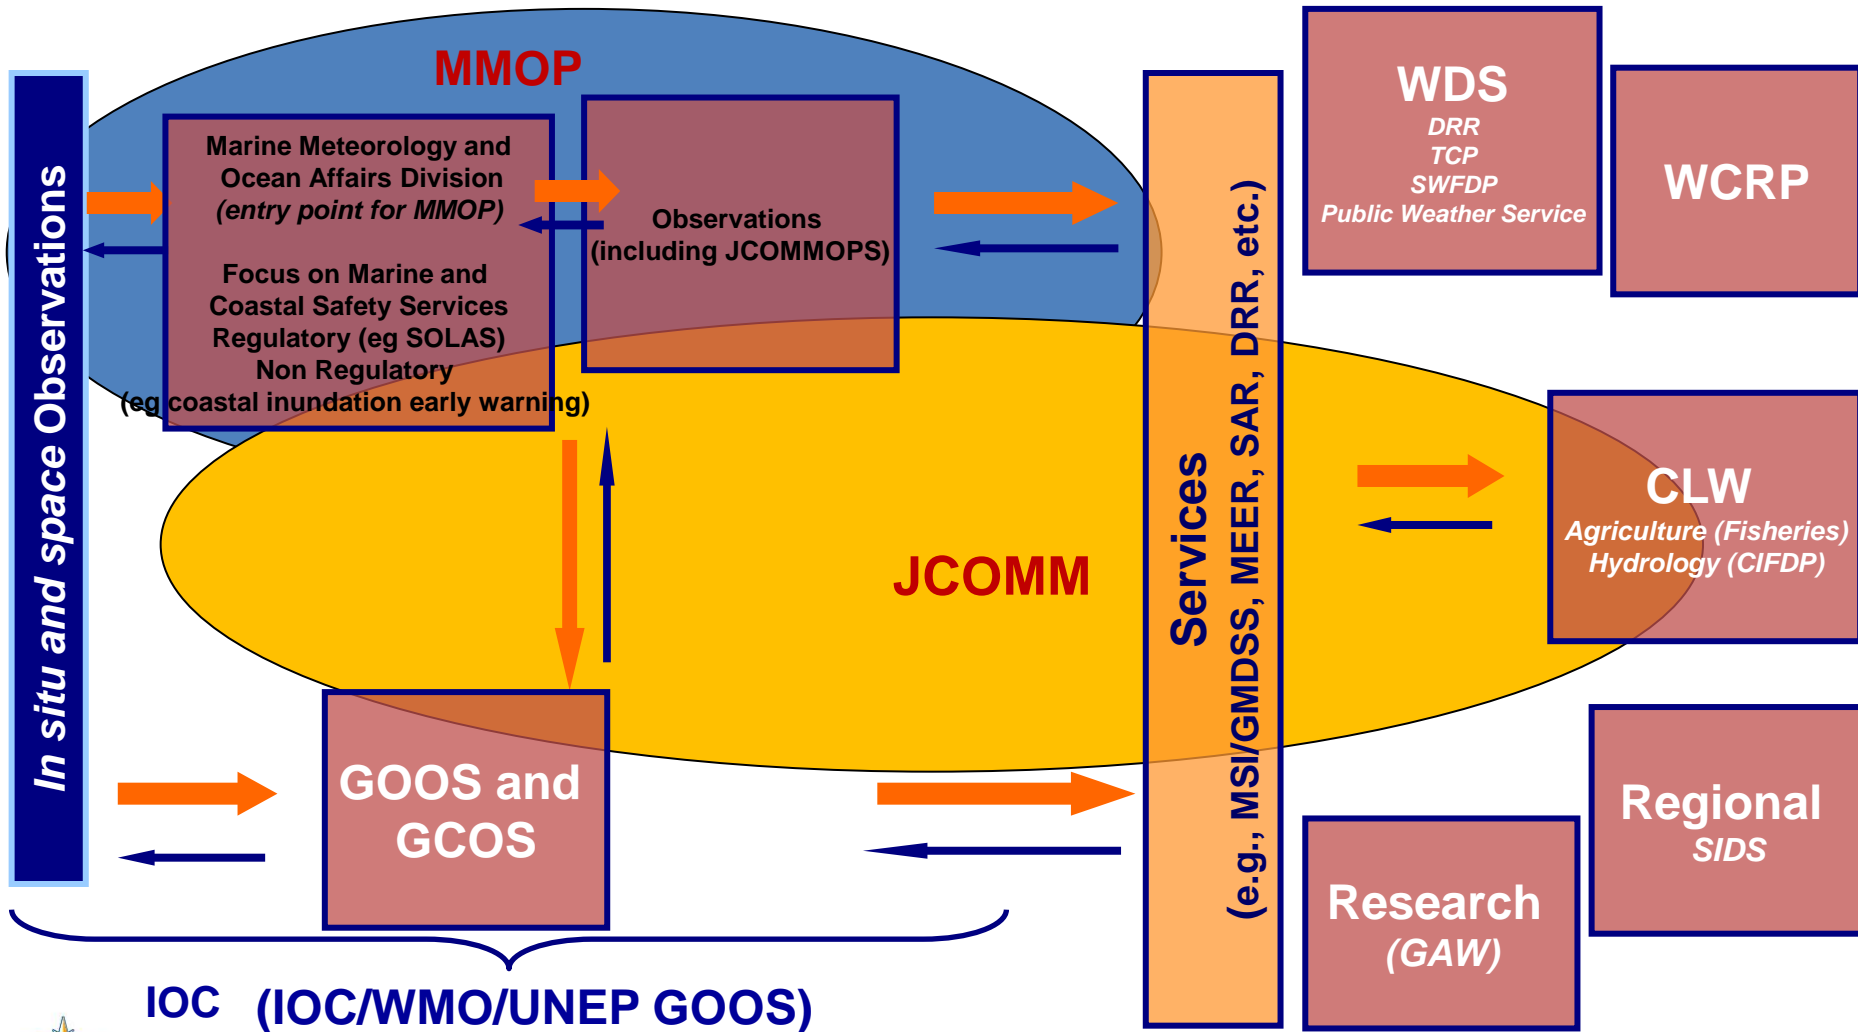 MMOP
In situ and space Observations
Marine Meteorology and
Ocean Affairs Division
(entry point for MMOP)
Focus on Marine and
Coastal Safety Services
Regulatory (eg SOLAS)
Non Regulatory
(eg coastal inundation early warning)
Observations
(including JCOMMOPS)
JCOMM
GOOS and
GCOS
Services
(e.g., MSI/GMDSS, MEER, SAR, DRR, etc.)
WDS
DRR
TCP
SWFDP
Public Weather Service
WCRP
CLW
Agriculture (Fisheries)
Hydrology (CIFDP)
Regional
SIDS
Research
(GAW)
IOC (IOC/WMO/UNEP GOOS)